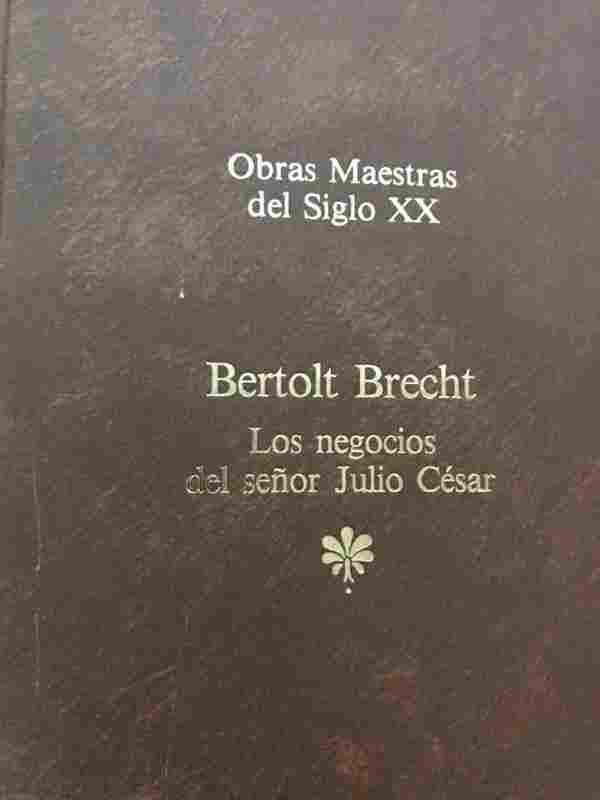 Obras Maestras
del Siglo XX
Bertolt Brecht
Los negocios
del señor Julio César